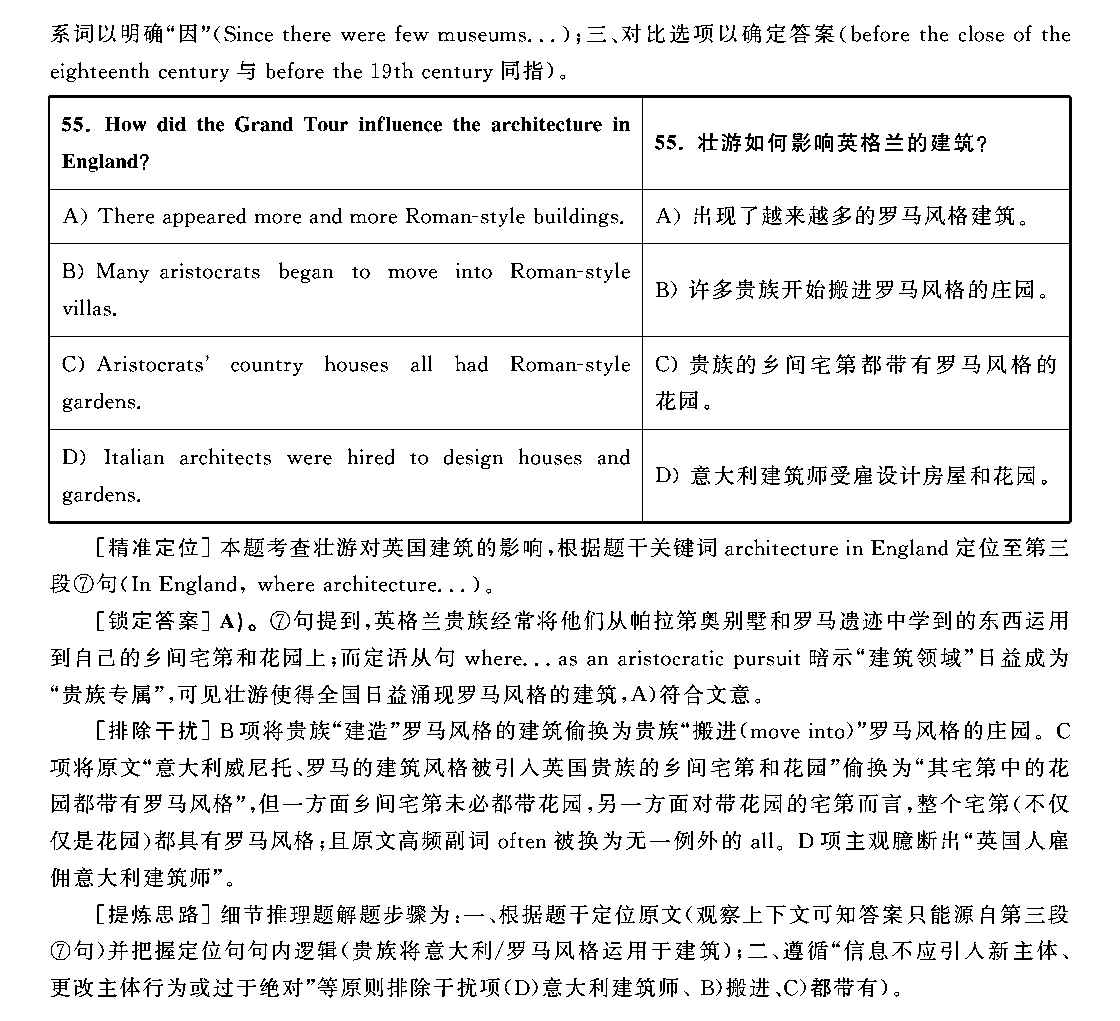 系词以明确“因”(Since there were few museums...);三、对比选项以确定答案(before the close of the
eighteenth century 与 before the 19th century 同指)。
55. How did the Grand Tour influence the architecture in
England?
55. 壮游如何影响英格兰的建筑?
A) There appeared more and more Roman-style buildings.
A) 出现了越来越多的罗马风格建筑。
B) Many aristocrats began to move into Roman-style
villas.
B) 许多贵族开始搬进罗马风格的庄园。
C) Aristocrats’ country houses all had Roman-style
gardens.
C) 贵族的乡间宅第都带有罗马风格的
花园。
D) Italian architects were hired to design houses and
gardens.
D) 意大利建筑师受雇设计房屋和花园。
[精准定位]本题考查壮游对英国建筑的影响,根据题干关键词 architecture in England 定位至第三
段⑦句(In England, where architecture...)。
[锁定答案] A)。⑦句提到,英格兰贵族经常将他们从帕拉第奥别墅和罗马遗迹中学到的东西运用
到自己的乡间宅第和花园上;而定语从句 where... as an aristocratic pursuit 暗示“建筑领域”日益成为
“贵族专属”,可见壮游使得全国日益涌现罗马风格的建筑,A)符合文意。
[排除干扰] B项将贵族“建造”罗马风格的建筑偷换为贵族“搬进(move into)”罗马风格的庄园。C
项将原文“意大利威尼托、罗马的建筑风格被引入英国贵族的乡间宅第和花园”偷换为“其宅第中的花
园都带有罗马风格”,但一方面乡间宅第未必都带花园,另一方面对带花园的宅第而言,整个宅第(不仅
仅是花园)都具有罗马风格;且原文高频副词 often 被换为无一例外的 all。D项主观臆断出“英国人雇
佣意大利建筑师”。
[提炼思路]细节推理题解题步骤为:一、根据题于定位原文(观察上下文可知答案只能源自第三段
⑦句)并把握定位句句内逻辑(贵族将意大利/罗马风格运用于建筑);二、遵循“信息不应引入新主体、
更改主体行为或过于绝对”等原则排除干扰项(D)意大利建筑师、B)搬进、C)都带有)。